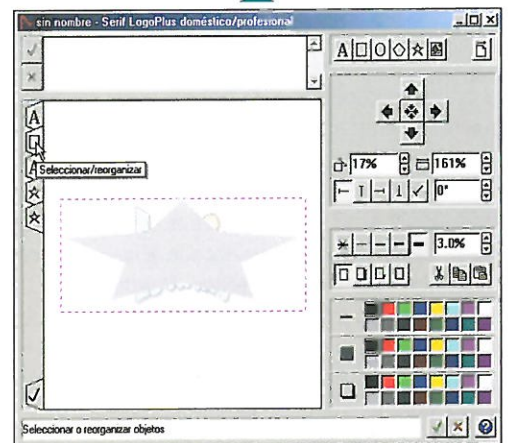 sin nombre - Serif LogoPlus doméstico/profesional
A
A
Seleccionar/reorganizar
A
17%
161%
0°
3.0%
Seleccionar o reorganizar objetos